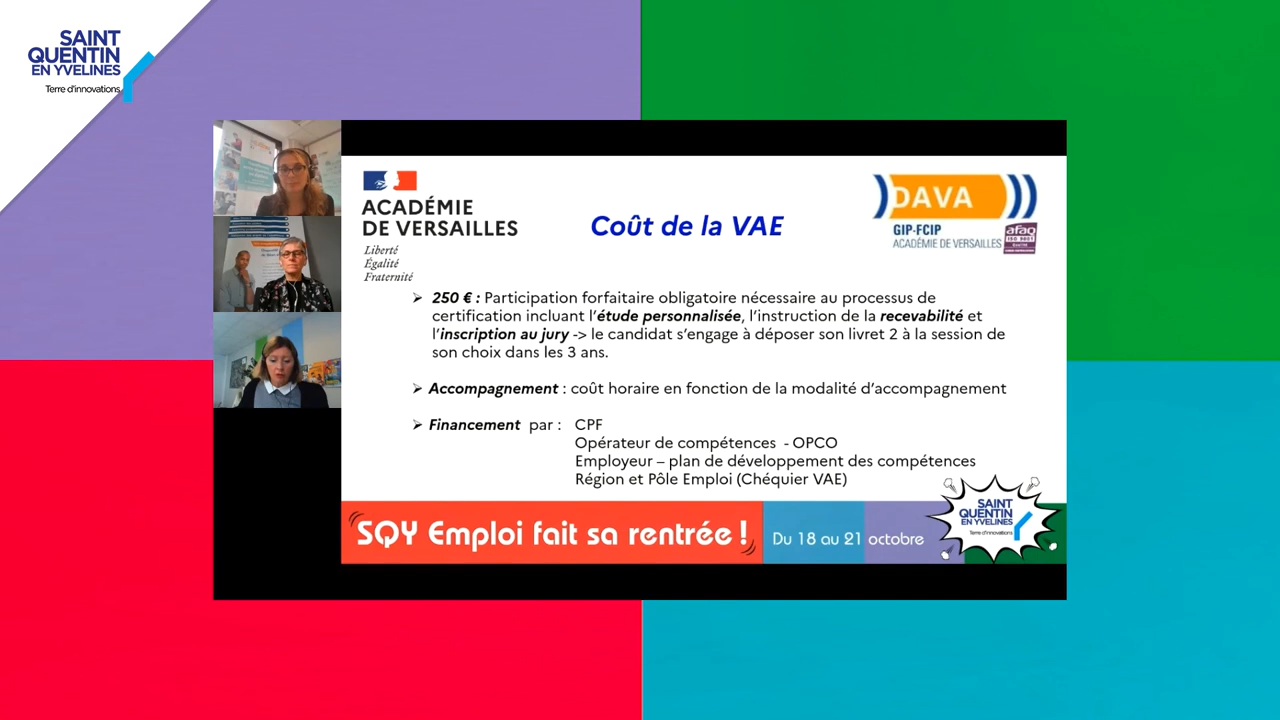 SAINT
QUENTIN
EN YVELINES
Terre d'innovations
ACADÉMIE
DE VERSAILLES
Liberté
Égalité
Fraternité
Coût de la VAE
DAVA
GIP-FCIP
ACADÉMIE DE VERSAILLES
afaq
ISO 9001
Qualité
➢ 250 € : Participation forfaitaire obligatoire nécessaire au processus de
certification incluant l'étude personnalisée, l'instruction de la recevabilité et
l'inscription au jury -> le candidat s'engage à déposer son livret 2 à la session de
son choix dans les 3 ans.
➢ Accompagnement : coût horaire en fonction de la modalité d'accompagnement
➢ Financement par : CPF
Opérateur de compétences - OPCO
Employeur – plan de développement des compétences
Région et Pôle Emploi (Chéquier VAE)
SQY Emploi fait sa rentrée !
Du 18 au 21 octobre
SAINT
QUENTIN
EN YVELINES
Terre d'innovations